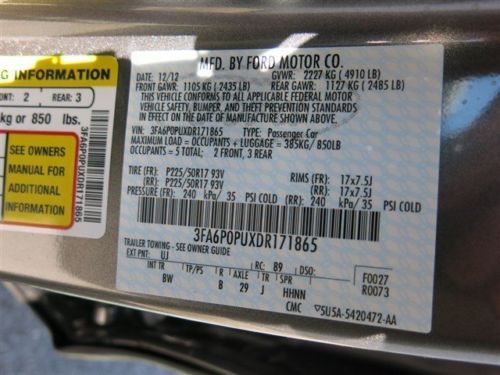 G INFORMATION
ONT: 2 REAR: 3
kg or 850 lbs.
SEE OWNERS
MANUAL FOR
ADDITIONAL
INFORMATION
3FA6P0PUXDR171865
MFD. BY FORD MOTOR CO.
12/12 GVWR: 2227 KG ( 4910 LB)
FRONT GAWR: 1105 KG ( 2435 LB) REAR GAWR: 1127 KG ( 2485 LB)
THIS VEHICLE CONFORMS TO ALL APPLICABLE FEDERAL MOTOR
VEHICLE SAFETY, BUMPER, AND THEFT PREVENTION STANDARDS
IN EFFECT ON THE DATE OF MANUFACTURE SHOWN ABOVE.
VIN: 3FA6P0PUXDR171865 TYPE: Passenger Car
MAXIMUM LOAD = OCCUPANTS + LUGGAGE = 385KG/850LB
OCCUPANTS = 5 TOTAL; 2 FRONT, 3 REAR
TIRE (FR): P225/50R17 93V RIMS (FR): 17x7.5J
(RR): P225/50R17 93V (RR): 17x7.5J
PRESSURE (FR): 240 kPa/ 35 PSI COLD (RR): 240 kPa/ 35 PSI COLD
3FA6P0PUXDR171865
TRAILER TOWING - SEE OWNER GUIDE
EXT PNT: UJ RC: 89 DSO: F0027
INT TR TP/PS R AXLE TR SPR R0073
BW B 29 J HHNN
CMC 5U5A-5420472-AA